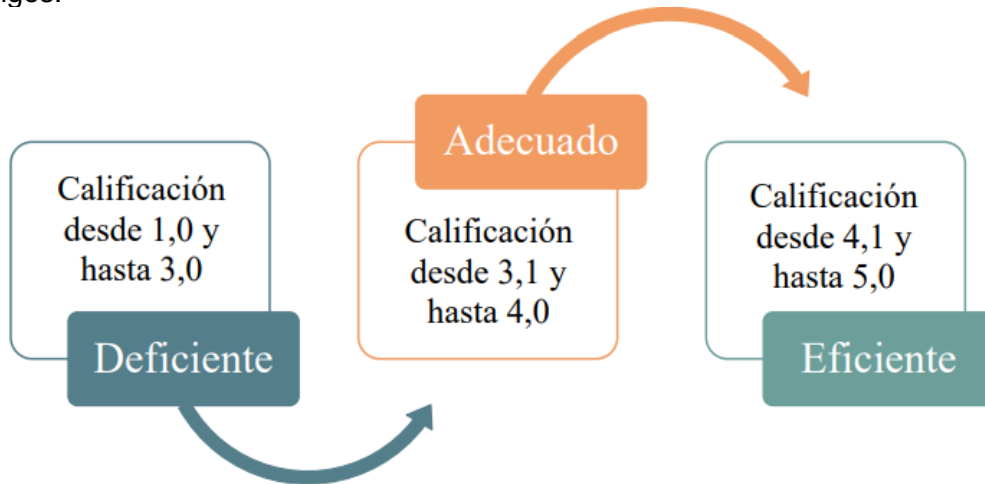 Calificación
desde 1,0 y
hasta 3,0
Deficiente
Adecuado
Calificación
desde 3,1 y
hasta 4,0
Calificación
desde 4,1 y
hasta 5,0
Eficiente